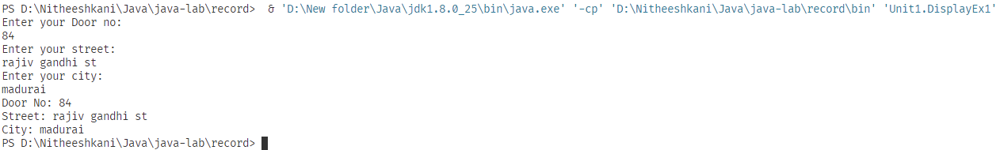 PS D:\Nitheeshkani\Java\java-lab\record>  & 'D:\New folder\Java\jdk1.8.0_25\bin\java.exe' '-cp' 'D:\Nitheeshkani\Java\java-lab\record\bin' 'Unit1.DisplayEx1'
Enter your Door no:
84
Enter your street:
rajiv gandhi st
Enter your city:
madurai
Door No: 84
Street: rajiv gandhi st
City: madurai
PS D:\Nitheeshkani\Java\java-lab\record>